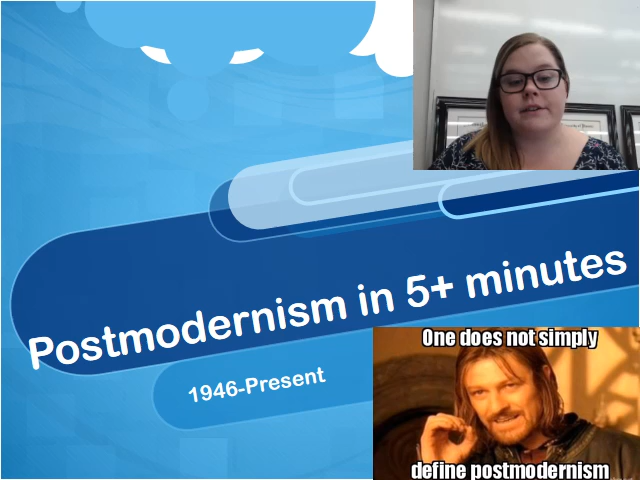 Postmodernism in 5+ minutes
1946-Present
One does not simply
define postmodernism